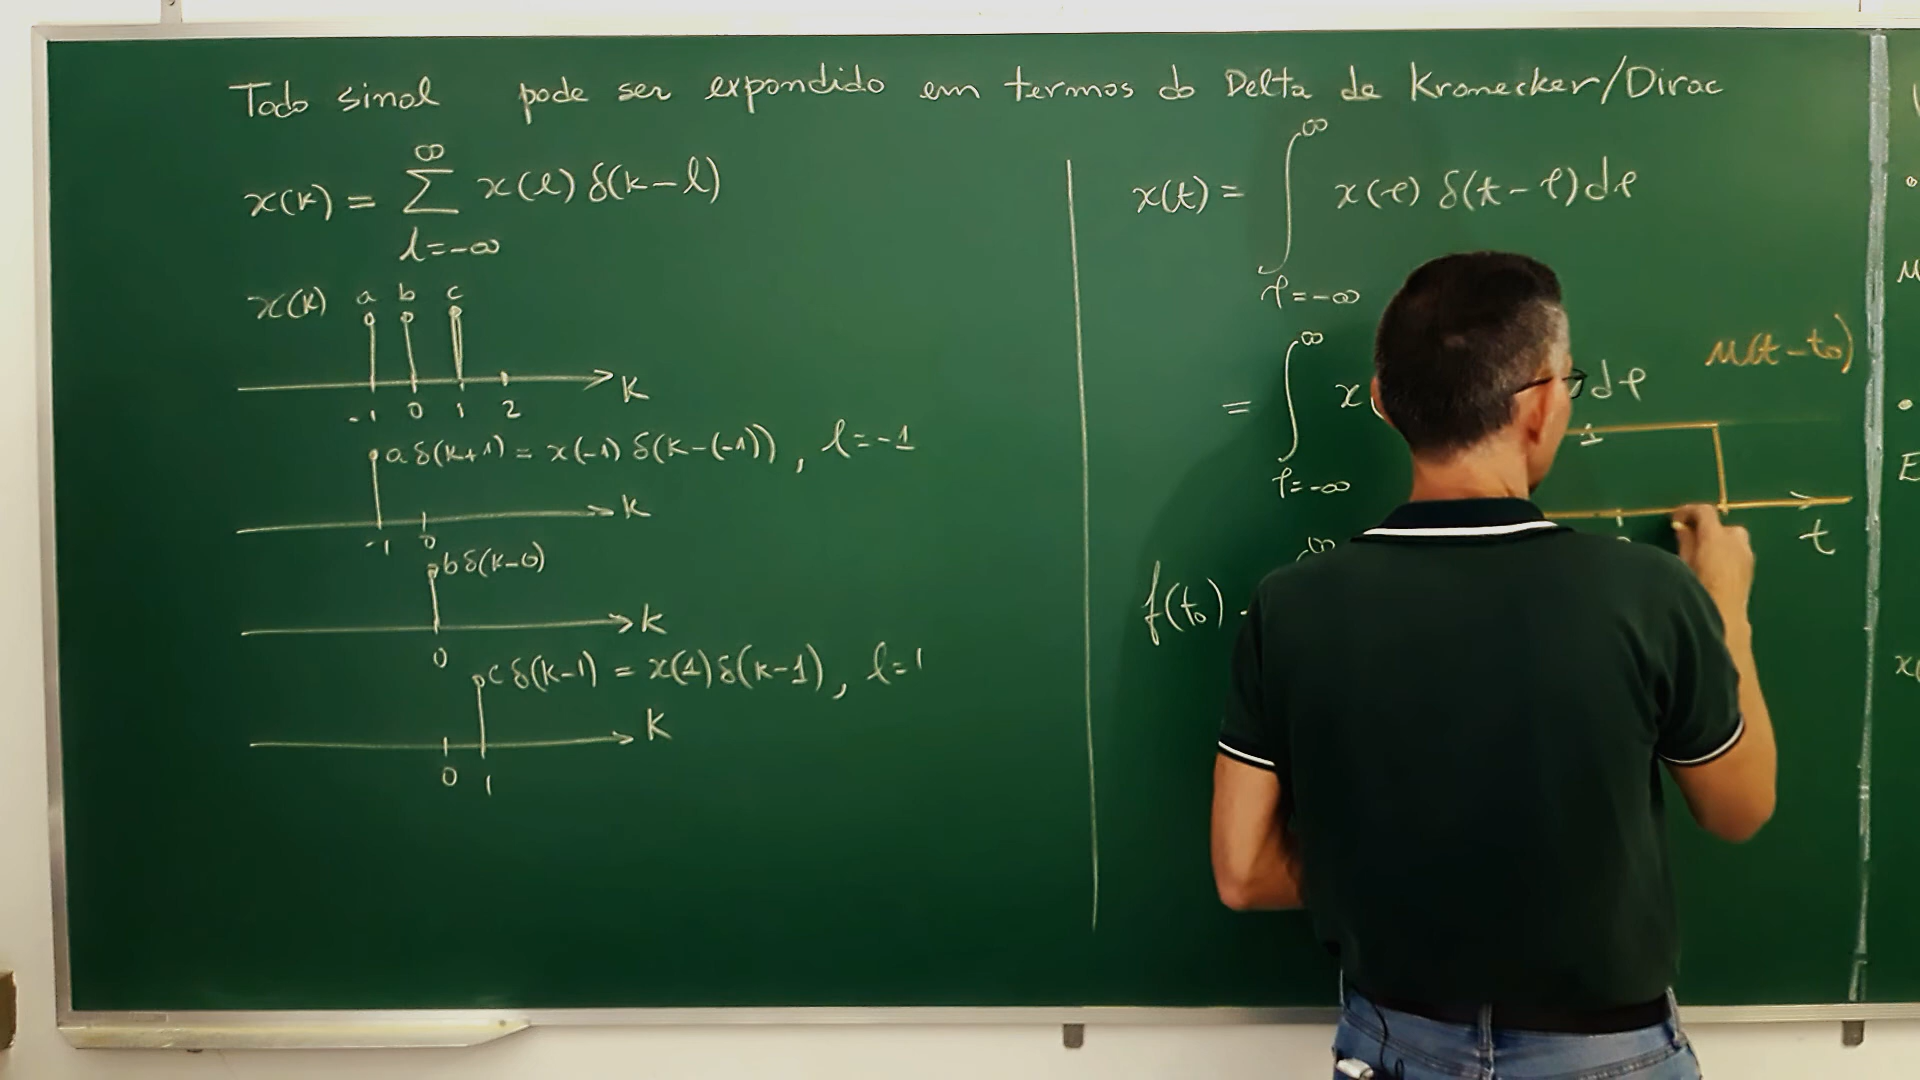 Todo sinal pode ser expandido em termos do Delta de Kronecker/Dirac
x(k) = ∞ Σ l=-∞ x(l) δ(k-l)
x(k) a b c
-1 0 1 2 K
a δ(k+1) = x(-1) δ(k-(-1)), l=-1
-1 0 K
b δ(k-0)
0 K
c δ(k-1) = x(1) δ(k-1), l=1
0 1 K
x(t) = ∫ ∞ τ=-∞ x(τ) δ(t-τ)dτ
= ∫ ∞ τ=-∞ x( dτ
μ(t-t₀)
1
t
f(t₀)
∞